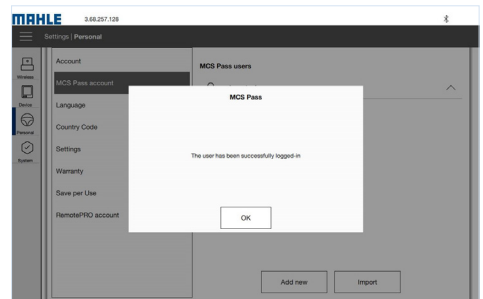 MAHLE
3.68.257.128
Settings | Personal
Wireless
Device
Personal
System
Account
MCS Pass account
Language
Country Code
Settings
Warranty
Save per Use
RemotePRO account
MCS Pass users
MCS Pass
The user has been successfully logged-in
OK
Add new
Import